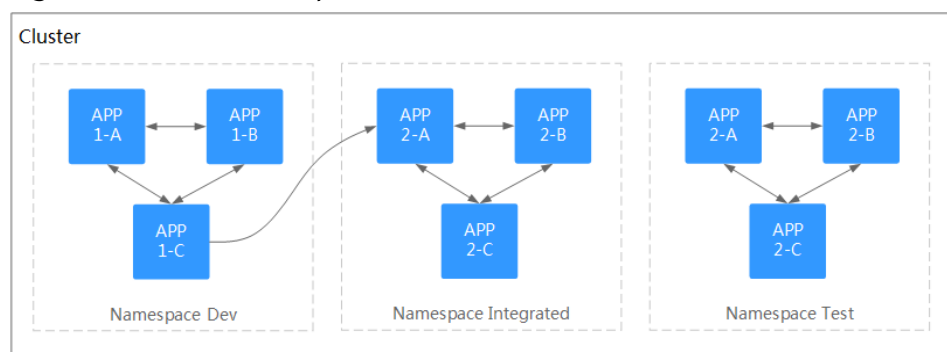 Cluster
APP
1-A
APP
1-B
APP
1-C
Namespace Dev
APP
2-A
APP
2-B
APP
2-C
Namespace Integrated
APP
2-A
APP
2-B
APP
2-C
Namespace Test